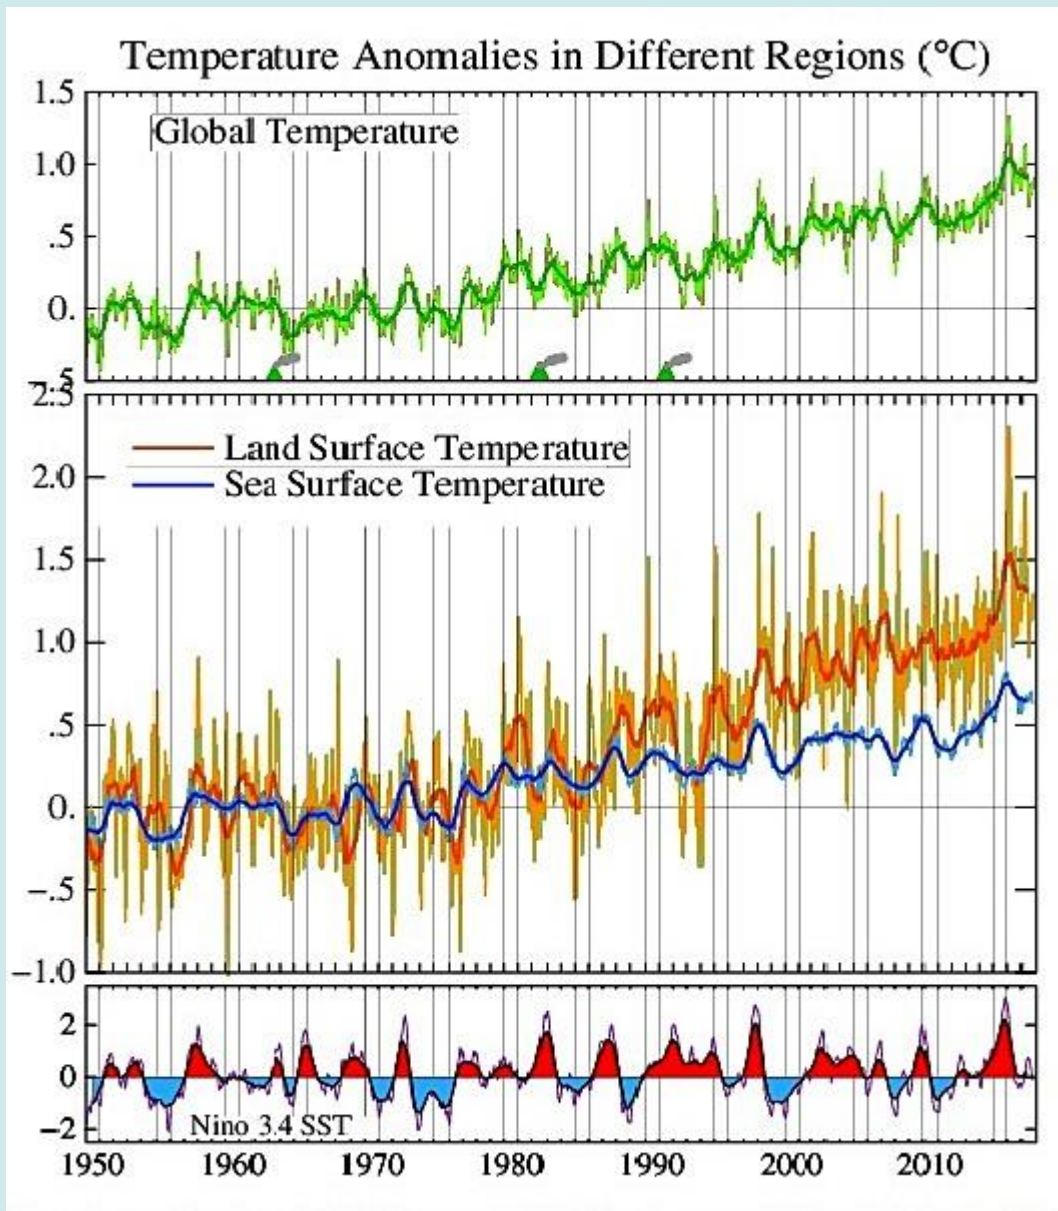 Temperature Anomalies in Different Regions (°C)
1.5
Global Temperature
1.0
.5
0.
.5
2.5
Land Surface Temperature
2.0
Sea Surface Temperature
1.5
1.0
.5
0.
−.5
−1.0
2
0
−2
Nino 3.4 SST
1950 1960 1970 1980 1990 2000 2010